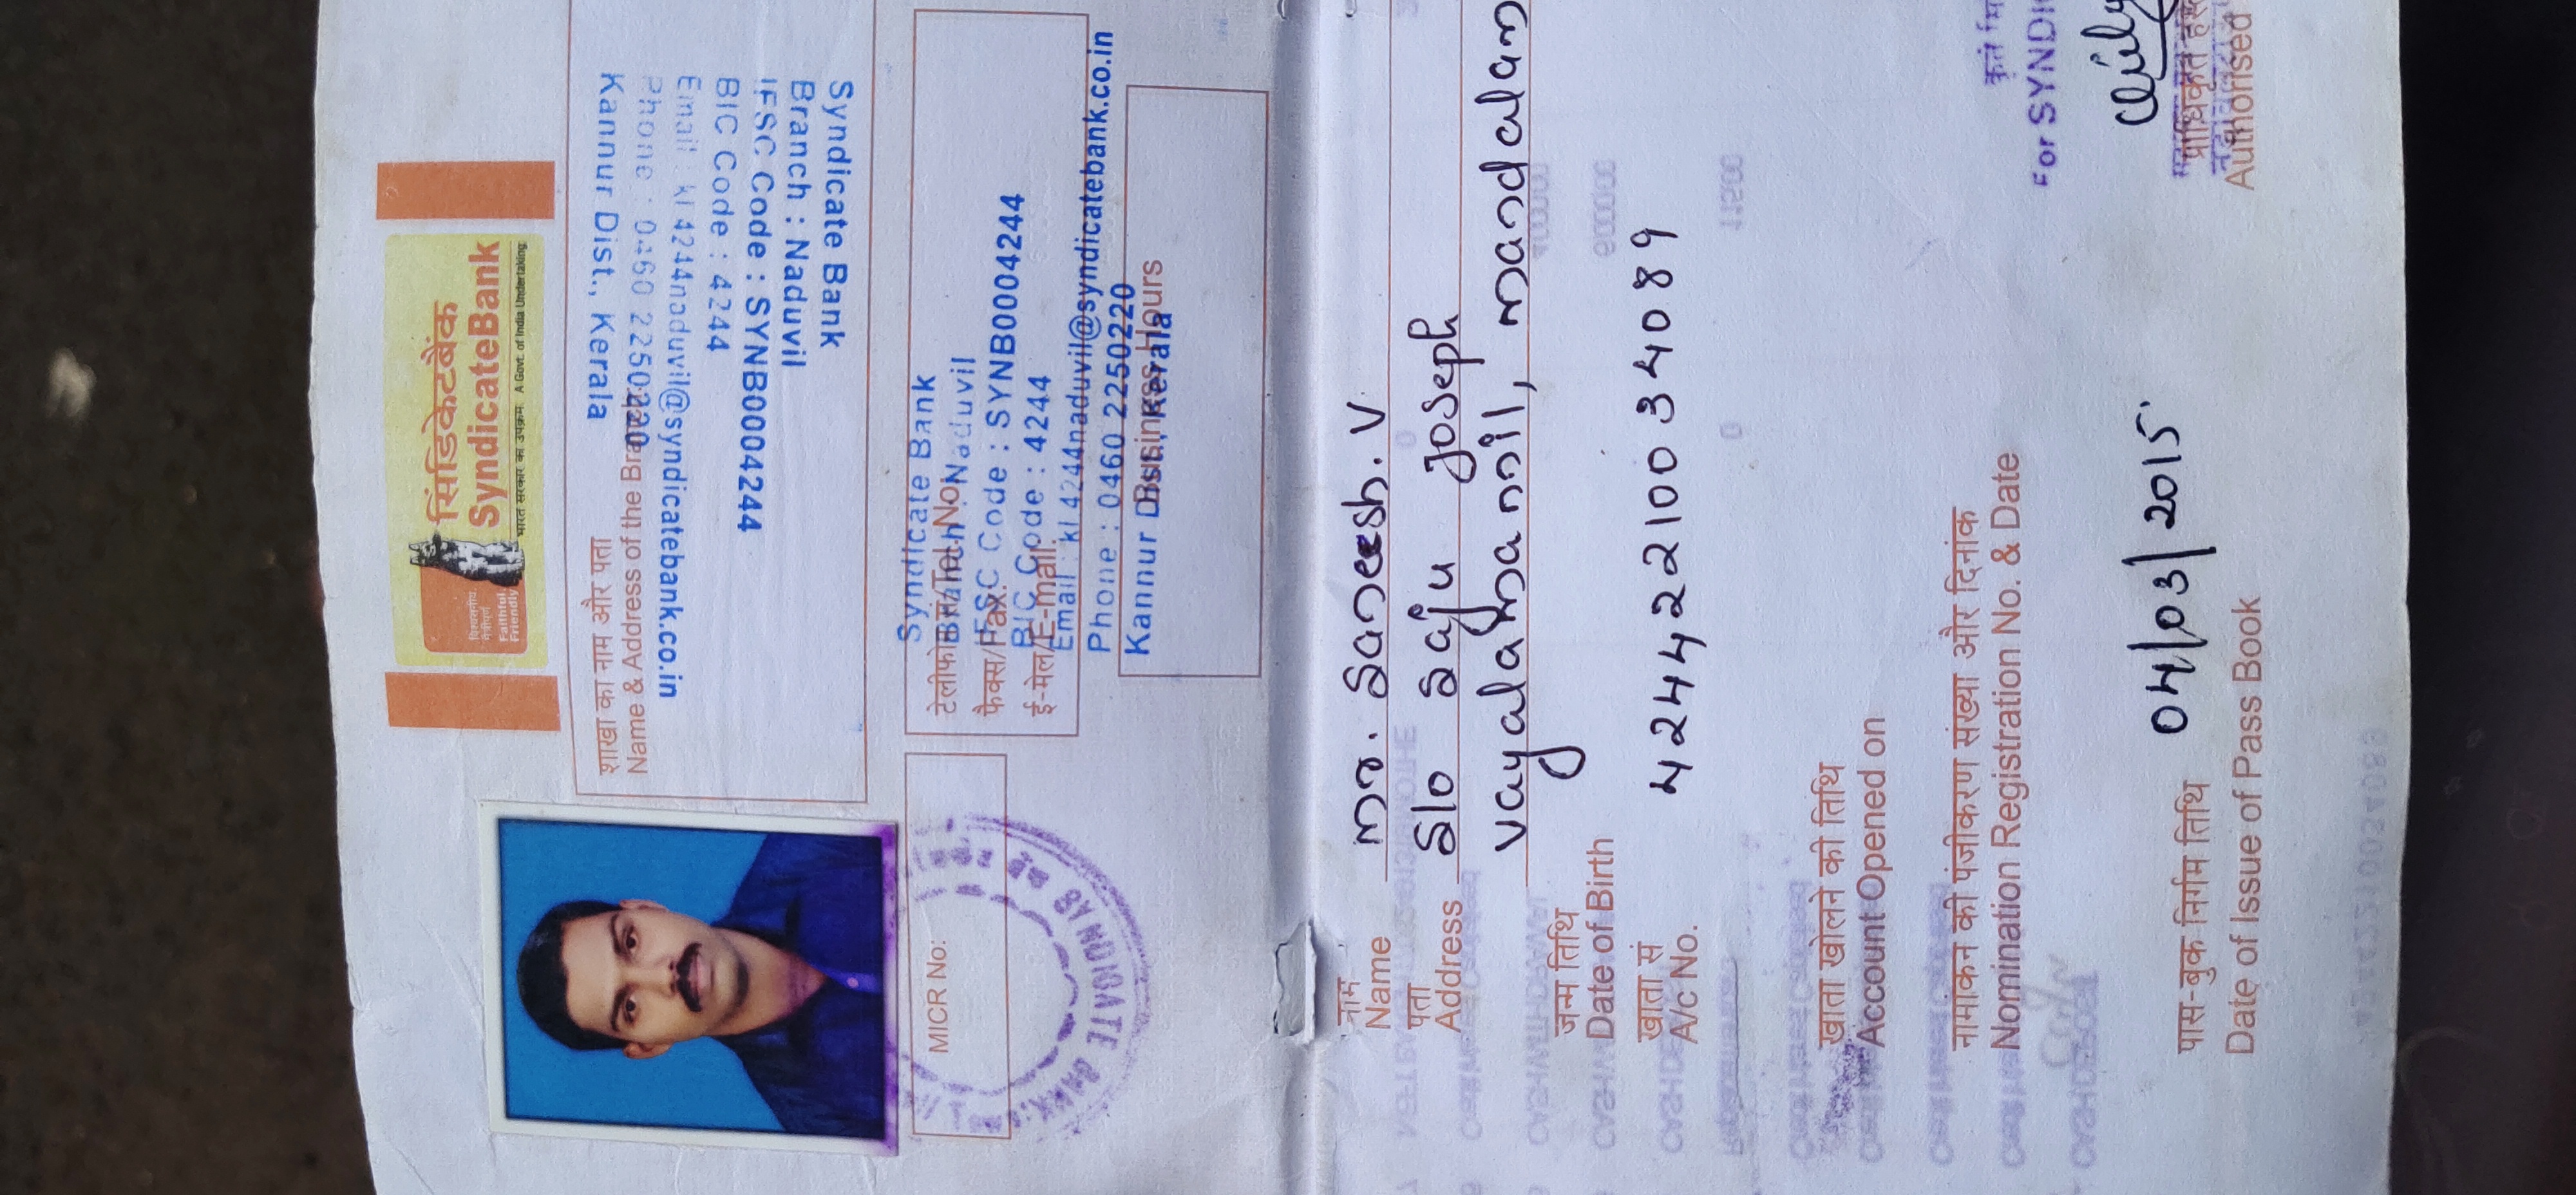 सिंडिकेटबैंक
SyndicateBank
भारत सरकार का उपक्रम A Govt. of India Undertaking
विश्वसनीय, मैत्रीपूर्ण
Faithful, Friendly
शाखा का नाम और पता
Name & Address of the Branch
Kannur Dist., Kerala
Phone : 0460 2250220
Email : kl4244naduvil@syndicatebank.co.in
BIC Code : 4244
IFSC Code : SYNB0004244
Branch : Naduvil
Syndicate Bank
MICR No:
SYNDICATE BANK
टेलीफोन सं/Tel. No.
फैक्स/Fax:
ई-मेल/E-mail:
Syndicate Bank
Branch : Naduvil
IFSC Code : SYNB0004244
BIC Code : 4244
Email : kl4244naduvil@syndicatebank.co.in
Phone : 0460 2250220
Kannur Dist., Kerala
Business Hours
नाम
Name Mr. Saneesh. V
पता
Address S/o Saju Joseph
Vayalamannil, mandalam
जन्म तिथि
Date of Birth
खाता सं
A/c No. 42442210034089
खाता खोलने की तिथि
Account Opened on
नामांकन की पंजीकरण संख्या और दिनांक
Nomination Registration No. & Date
For SYNDI
पास-बुक निर्गम तिथि 04/03/2015
Date of Issue of Pass Book
Authorised